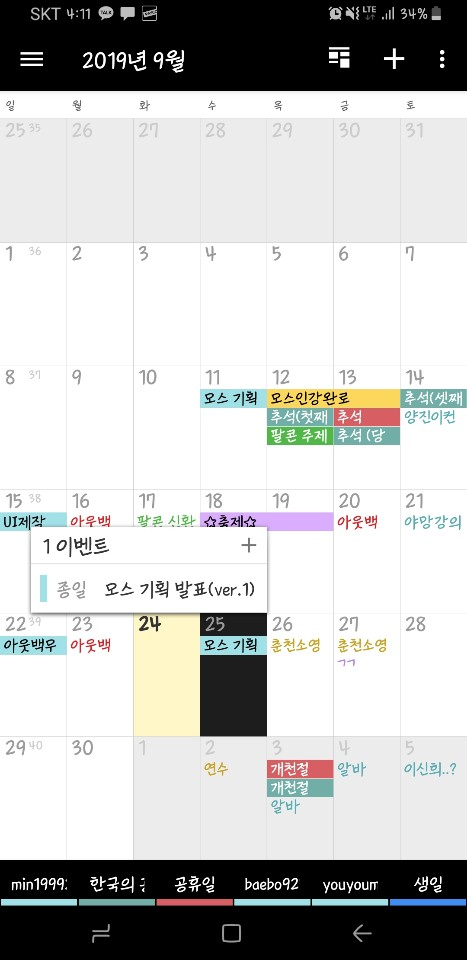 SKT 4:11 TALK LTE 34%
2019년 9월
일 월 화 수 목 금 토
25 35 26 27 28 29 30 31
1 36 2 3 4 5 6 7
8 37 9 10 11 12 13 14
모스 기획 모스인강완로 추석(셋째
추석(첫째 추석 양진이컨
팔콘 주제 추석 (당
15 38 16 17 18 19 20 21
UI제작 아웃백 팔콘 신환 ☆축제☆ 아웃백 야망강의
1 이벤트 +
종일 모스 기획 발표(ver.1)
22 39 23 24 25 26 27 28
아웃백우 아웃백 모스 기획 춘천소영 춘천소영
ㄱㄱ
29 40 30 1 2 3 4 5
연수 개천절 알바 이신희..?
개천절
알바
min1999 한국의 공휴일 baebo92 youyoum 생일